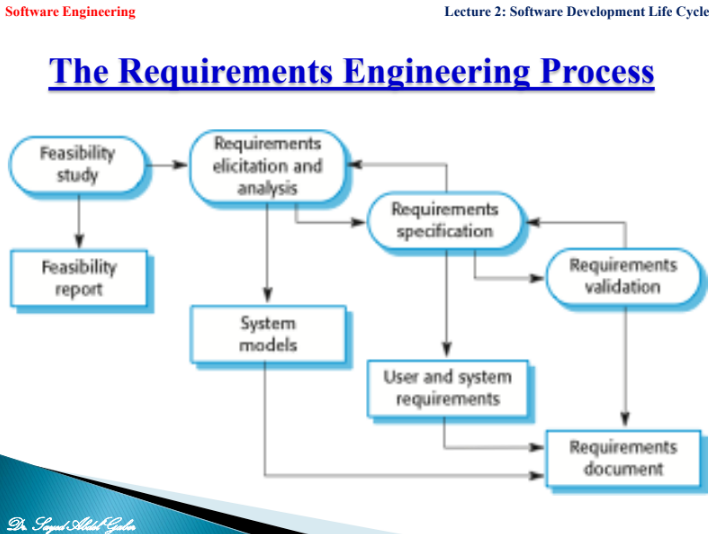 Software Engineering
Lecture 2: Software Development Life Cycle
The Requirements Engineering Process
Feasibility
study
Requirements
elicitation and
analysis
Requirements
specification
Requirements
validation
Feasibility
report
System
models
User and system
requirements
Requirements
document
Dr. Sayed Abdel-Gaber